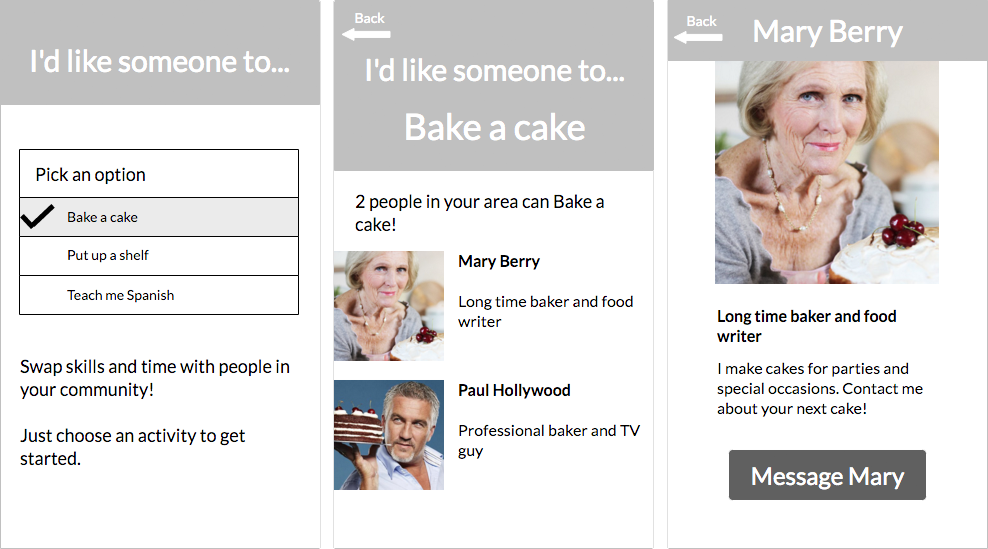 I'd like someone to...
Pick an option
Bake a cake
Put up a shelf
Teach me Spanish
Swap skills and time with people in
your community!
Just choose an activity to get
started.
Back
I'd like someone to...
Bake a cake
2 people in your area can Bake a
cake!
Mary Berry
Long time baker and food
writer
Paul Hollywood
Professional baker and TV
guy
Back
Mary Berry
Long time baker and food
writer
I make cakes for parties and
special occasions. Contact me
about your next cake!
Message Mary